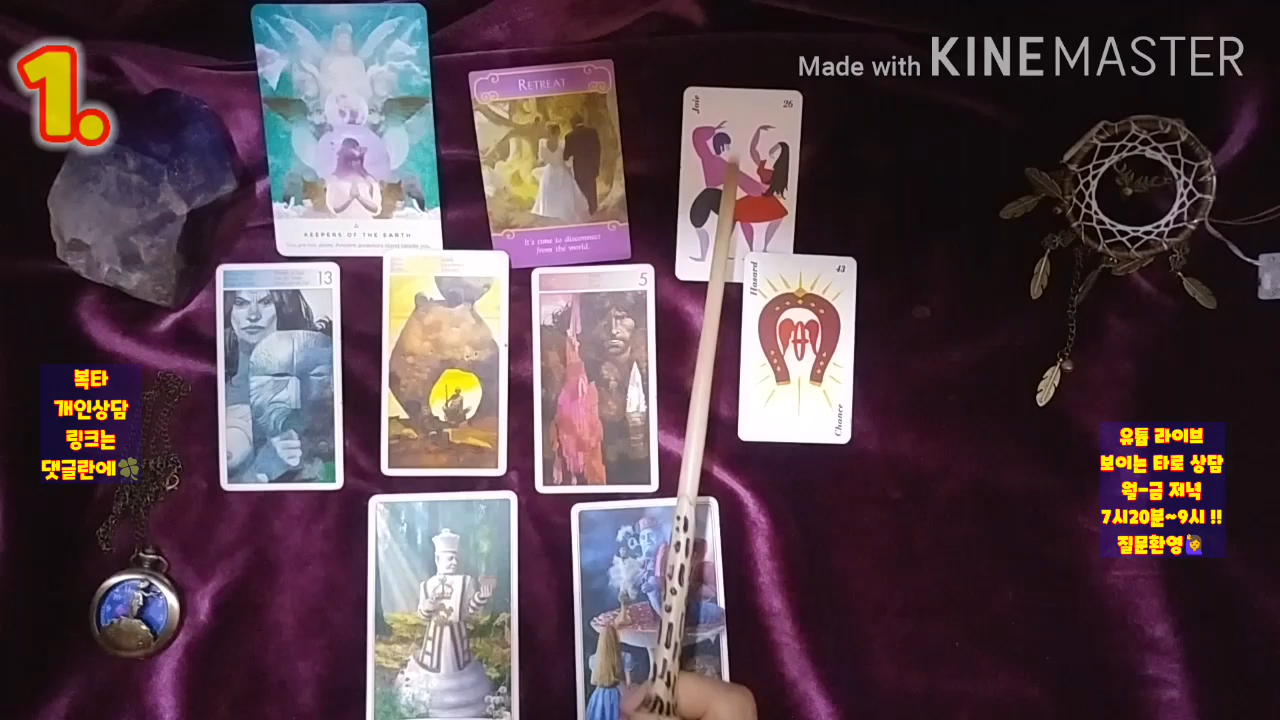 1.
Made with KINEMASTER
RETREAT
It's time to disconnect
from the world.
KEEPERS OF THE EARTH
Joie
26
13
5
Hasard
43
Chance
복타
개인상담
링크는
댓글란에🍀
유튭 라이브
보이는 타로 상담
월-금 저녁
7시20분~9시 !!
질문환영🙋‍♀️